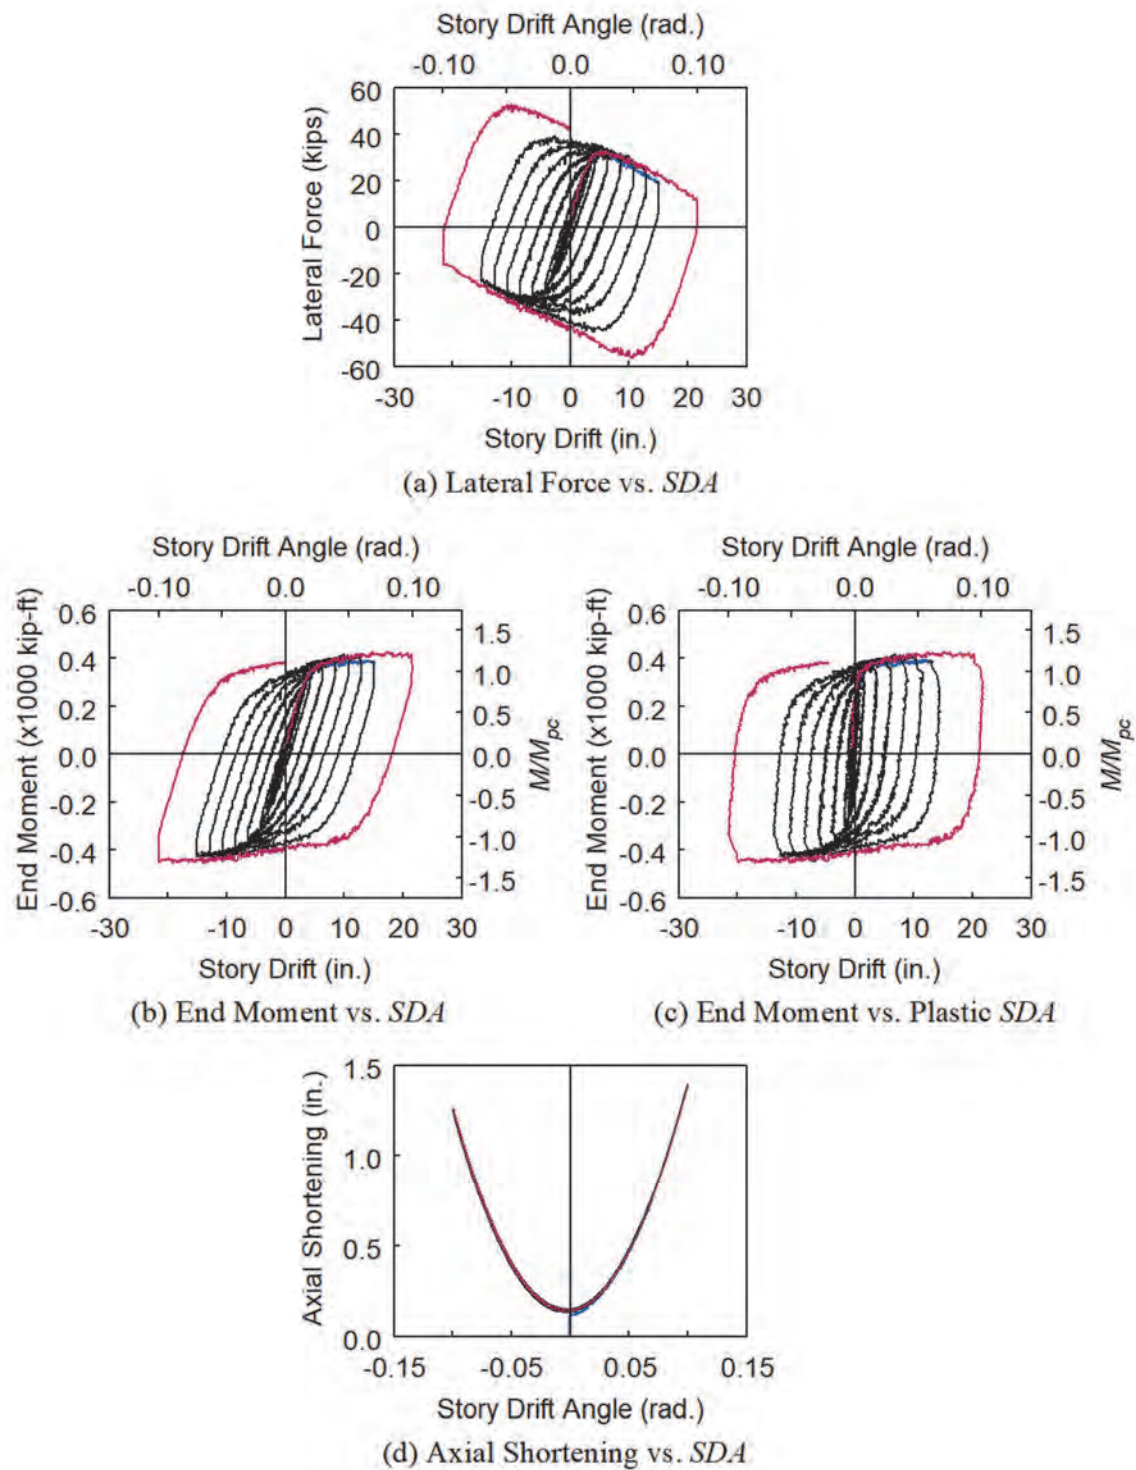 Story Drift Angle (rad.)
-0.10 0.0 0.10
60
40
20
0
-20
-40
-60
Lateral Force (kips)
-30 -10 0 10 20 30
Story Drift (in.)
(a) Lateral Force vs. SDA
Story Drift Angle (rad.)
-0.10 0.0 0.10
0.6
0.4
0.2
0.0
-0.2
-0.4
-0.6
End Moment (x1000 kip-ft)
1.5
1.0
0.5
0.0
-0.5
-1.0
-1.5
M/Mpc
-30 -10 0 10 20 30
Story Drift (in.)
(b) End Moment vs. SDA
Story Drift Angle (rad.)
-0.10 0.0 0.10
0.6
0.4
0.2
0.0
-0.2
-0.4
-0.6
End Moment (x1000 kip-ft)
1.5
1.0
0.5
0.0
-0.5
-1.0
-1.5
M/Mpc
-30 -10 0 10 20 30
Story Drift (in.)
(c) End Moment vs. Plastic SDA
1.5
1.0
0.5
0.0
Axial Shortening (in.)
-0.15 -0.05 0.05 0.15
Story Drift Angle (rad.)
(d) Axial Shortening vs. SDA